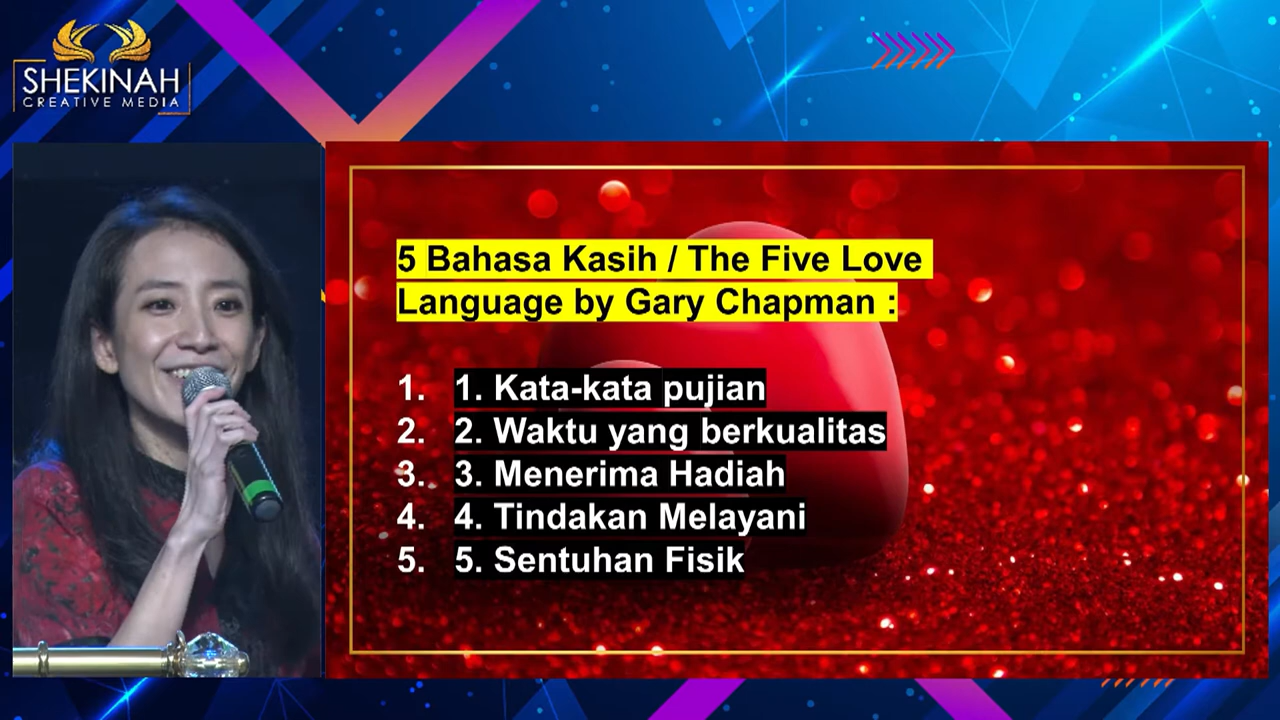 SHEKINAH
CREATIVE MEDIA
5 Bahasa Kasih / The Five Love
Language by Gary Chapman :
1. 1. Kata-kata pujian
2. 2. Waktu yang berkualitas
3. 3. Menerima Hadiah
4. 4. Tindakan Melayani
5. 5. Sentuhan Fisik